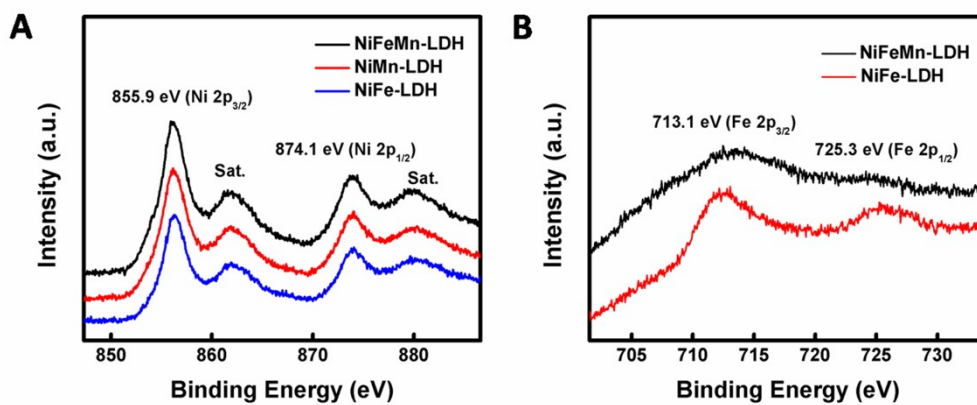 A
NiFeMn-LDH
NiMn-LDH
NiFe-LDH
855.9 eV (Ni 2p3/2)
874.1 eV (Ni 2p1/2)
Sat.
Sat.
Intensity (a.u.)
850 860 870 880
Binding Energy (eV)
B
NiFeMn-LDH
NiFe-LDH
713.1 eV (Fe 2p3/2)
725.3 eV (Fe 2p1/2)
Intensity (a.u.)
705 710 715 720 725 730
Binding Energy (eV)